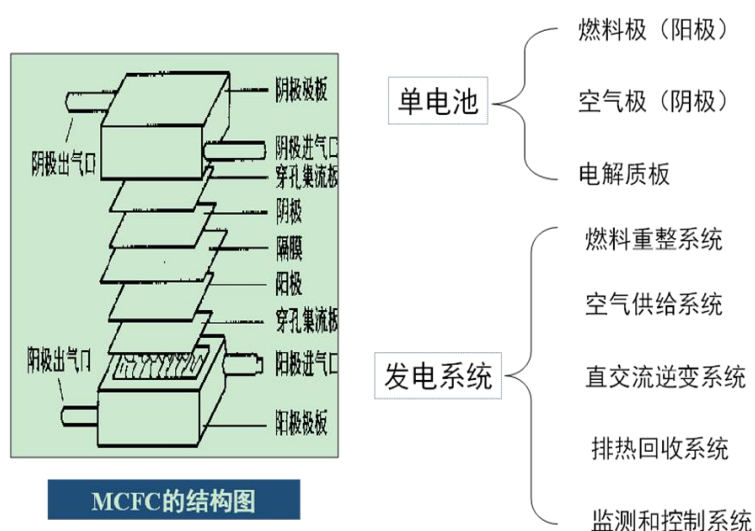 阴极极板
阴极出气口
阴极进气口
穿孔集流板
阴极
隔膜
阳极
穿孔集流板
阳极出气口
阳极进气口
阳极极板
MCFC的结构图
单电池
燃料极（阳极）
空气极（阴极）
电解质板
发电系统
燃料重整系统
空气供给系统
直交流逆变系统
排热回收系统
监测和控制系统